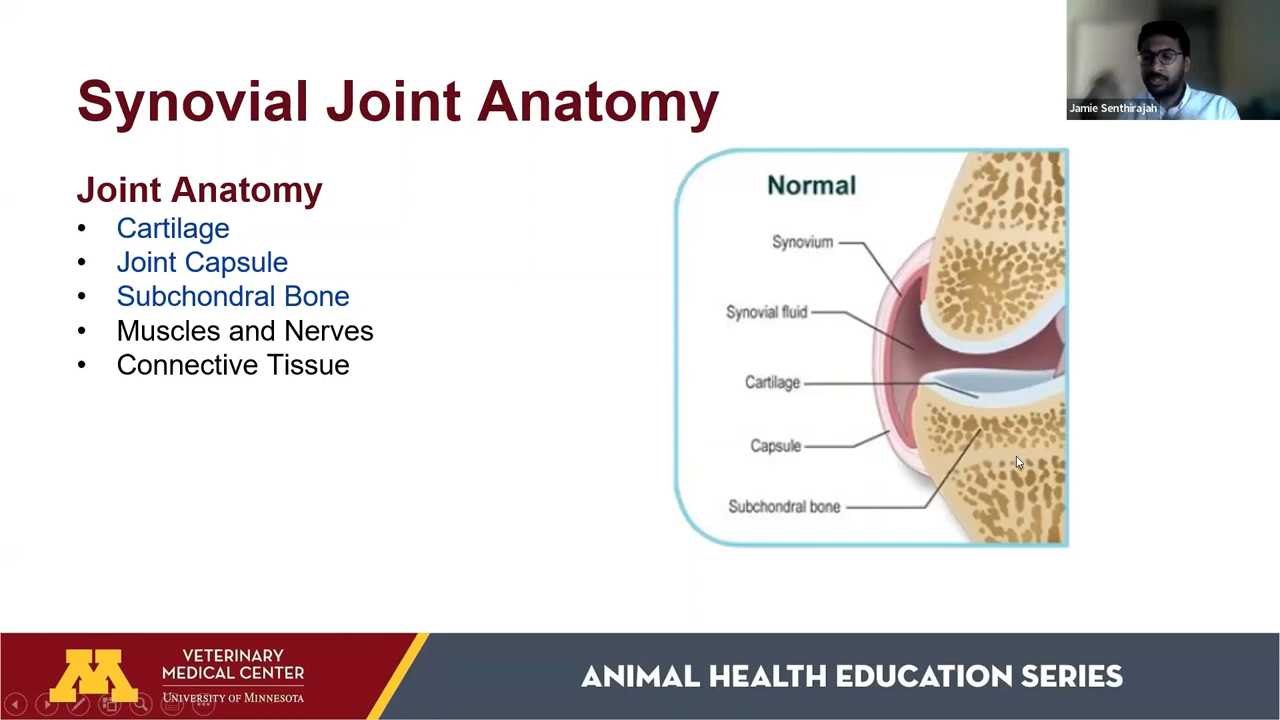 Synovial Joint Anatomy
Jamie Senthirajah
Joint Anatomy
• Cartilage
• Joint Capsule
• Subchondral Bone
• Muscles and Nerves
• Connective Tissue
Normal
Synovium
Synovial fluid
Cartilage
Capsule
Subchondral bone
M
VETERINARY
MEDICAL CENTER
UNIVERSITY OF MINNESOTA
ANIMAL HEALTH EDUCATION SERIES